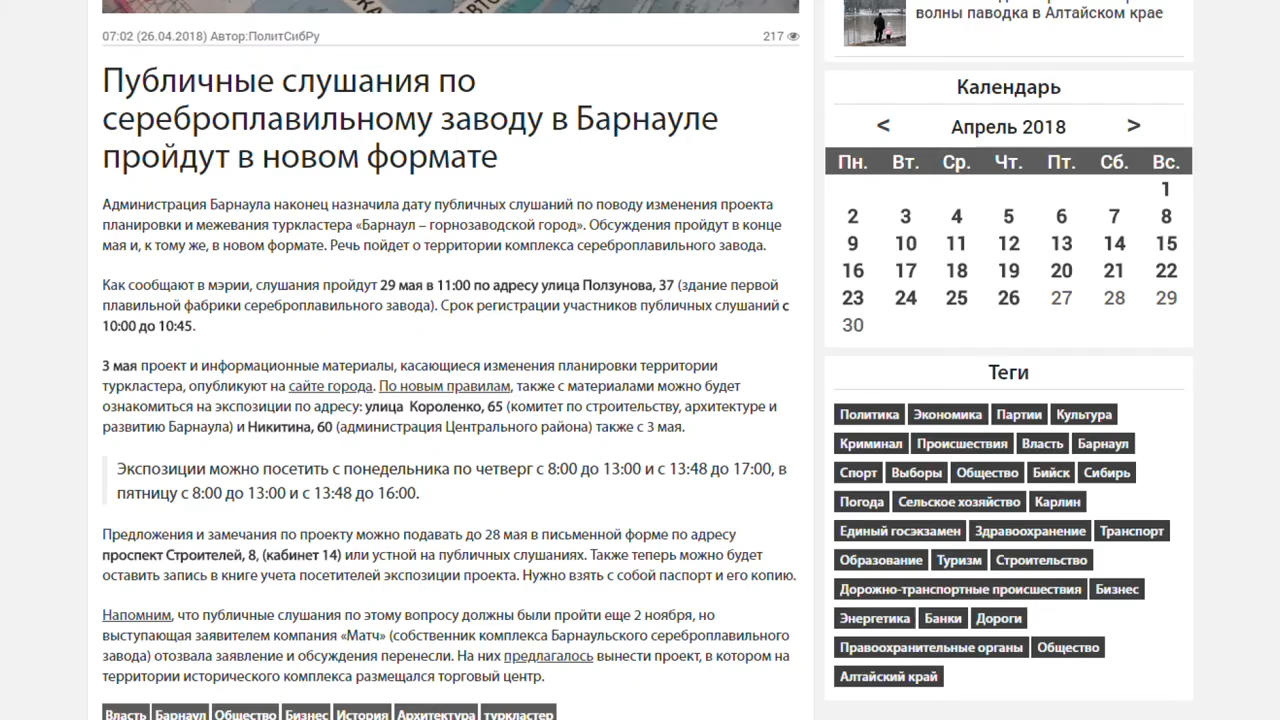 07:02 (26.04.2018) Автор:ПолитСибРу
217
Публичные слушания по
сереброплавильному заводу в Барнауле
пройдут в новом формате
Администрация Барнаула наконец назначила дату публичных слушаний по поводу изменения проекта
планировки и межевания туркластера «Барнаул – горнозаводской город». Обсуждения пройдут в конце
мая и, к тому же, в новом формате. Речь пойдет о территории комплекса сереброплавильного завода.
Как сообщают в мэрии, слушания пройдут 29 мая в 11:00 по адресу улица Ползунова, 37 (здание первой
плавильной фабрики сереброплавильного завода). Срок регистрации участников публичных слушаний с
10:00 до 10:45.
3 мая проект и информационные материалы, касающиеся изменения планировки территории
туркластера, опубликуют на сайте города. По новым правилам, также с материалами можно будет
ознакомиться на экспозиции по адресу: улица Короленко, 65 (комитет по строительству, архитектуре и
развитию Барнаула) и Никитина, 60 (администрация Центрального района) также с 3 мая.
Экспозиции можно посетить с понедельника по четверг с 8:00 до 13:00 и с 13:48 до 17:00, в
пятницу с 8:00 до 13:00 и с 13:48 до 16:00.
Предложения и замечания по проекту можно подавать до 28 мая в письменной форме по адресу
проспект Строителей, 8, (кабинет 14) или устной на публичных слушаниях. Также теперь можно будет
оставить запись в книге учета посетителей экспозиции проекта. Нужно взять с собой паспорт и его копию.
Напомним, что публичные слушания по этому вопросу должны были пройти еще 2 ноября, но
выступающая заявителем компания «Матч» (собственник комплекса Барнаульского сереброплавильного
завода) отозвала заявление и обсуждения перенесли. На них предлагалось вынести проект, в котором на
территории исторического комплекса размещался торговый центр.
Власть Барнаул Общество Бизнес История Архитектура туркластер
волны паводка в Алтайском крае
Календарь
< Апрель 2018 >
Пн. Вт. Ср. Чт. Пт. Сб. Вс.
1
2 3 4 5 6 7 8
9 10 11 12 13 14 15
16 17 18 19 20 21 22
23 24 25 26 27 28 29
30
Теги
Политика Экономика Партии Культура
Криминал Происшествия Власть Барнаул
Спорт Выборы Общество Бийск Сибирь
Погода Сельское хозяйство Карлин
Единый госэкзамен Здравоохранение Транспорт
Образование Туризм Строительство
Дорожно-транспортные происшествия Бизнес
Энергетика Банки Дороги
Правоохранительные органы Общество
Алтайский край